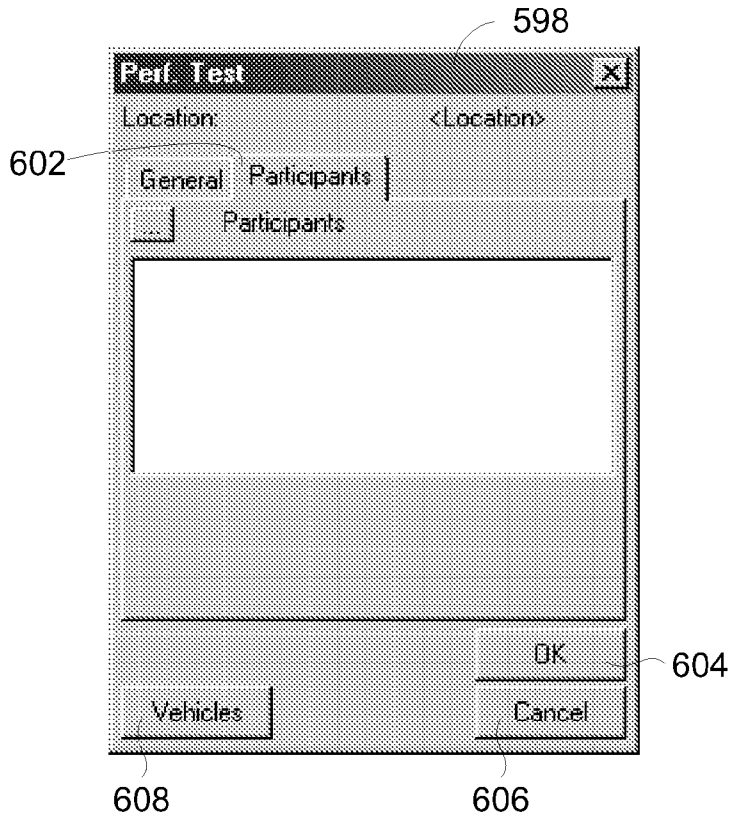 598
Perf. Test
Location: <Location>
602
General Participants
... Participants
OK
604
Vehicles Cancel
608 606